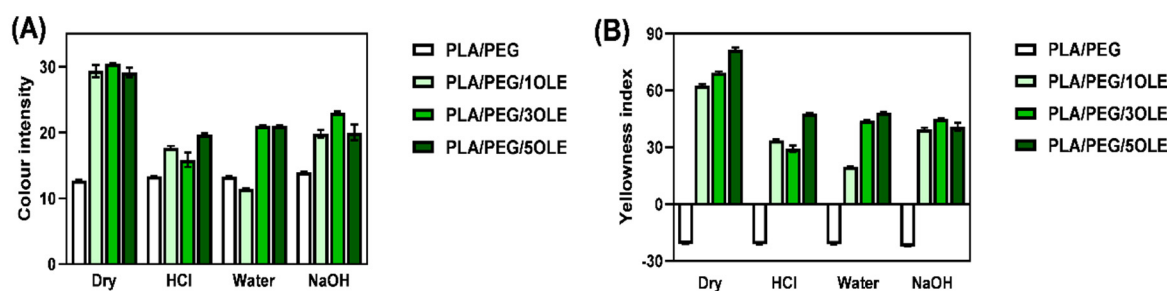 (A)
Colour intensity
30
20
10
0
Dry HCl Water NaOH
PLA/PEG
PLA/PEG/1OLE
PLA/PEG/3OLE
PLA/PEG/5OLE
(B)
Yellowness index
90
60
30
0
-30
Dry HCl Water NaOH
PLA/PEG
PLA/PEG/1OLE
PLA/PEG/3OLE
PLA/PEG/5OLE